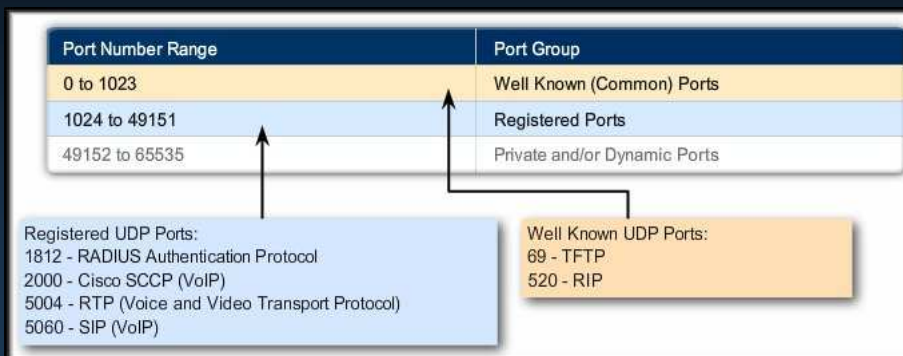 Port Number Range Port Group
0 to 1023 Well Known (Common) Ports
1024 to 49151 Registered Ports
49152 to 65535 Private and/or Dynamic Ports
Registered UDP Ports:
1812 - RADIUS Authentication Protocol
2000 - Cisco SCCP (VoIP)
5004 - RTP (Voice and Video Transport Protocol)
5060 - SIP (VoIP)
Well Known UDP Ports:
69 - TFTP
520 - RIP